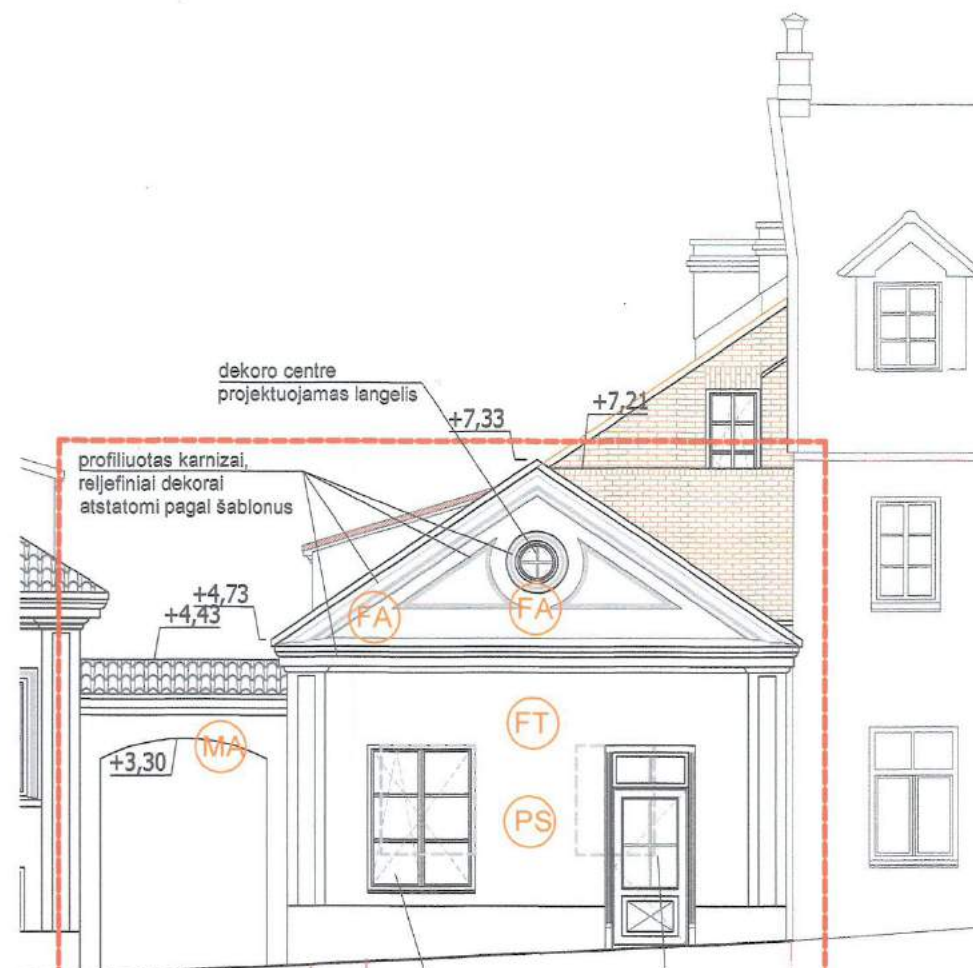 dekoro centre
projektuojamas langelis
+7,33
+7,21
profiliuotas karnizai,
reljefiniai dekorai
atstatomi pagal šablonus
+4,73
+4,43
FA
FA
FT
MA
+3,30
PS